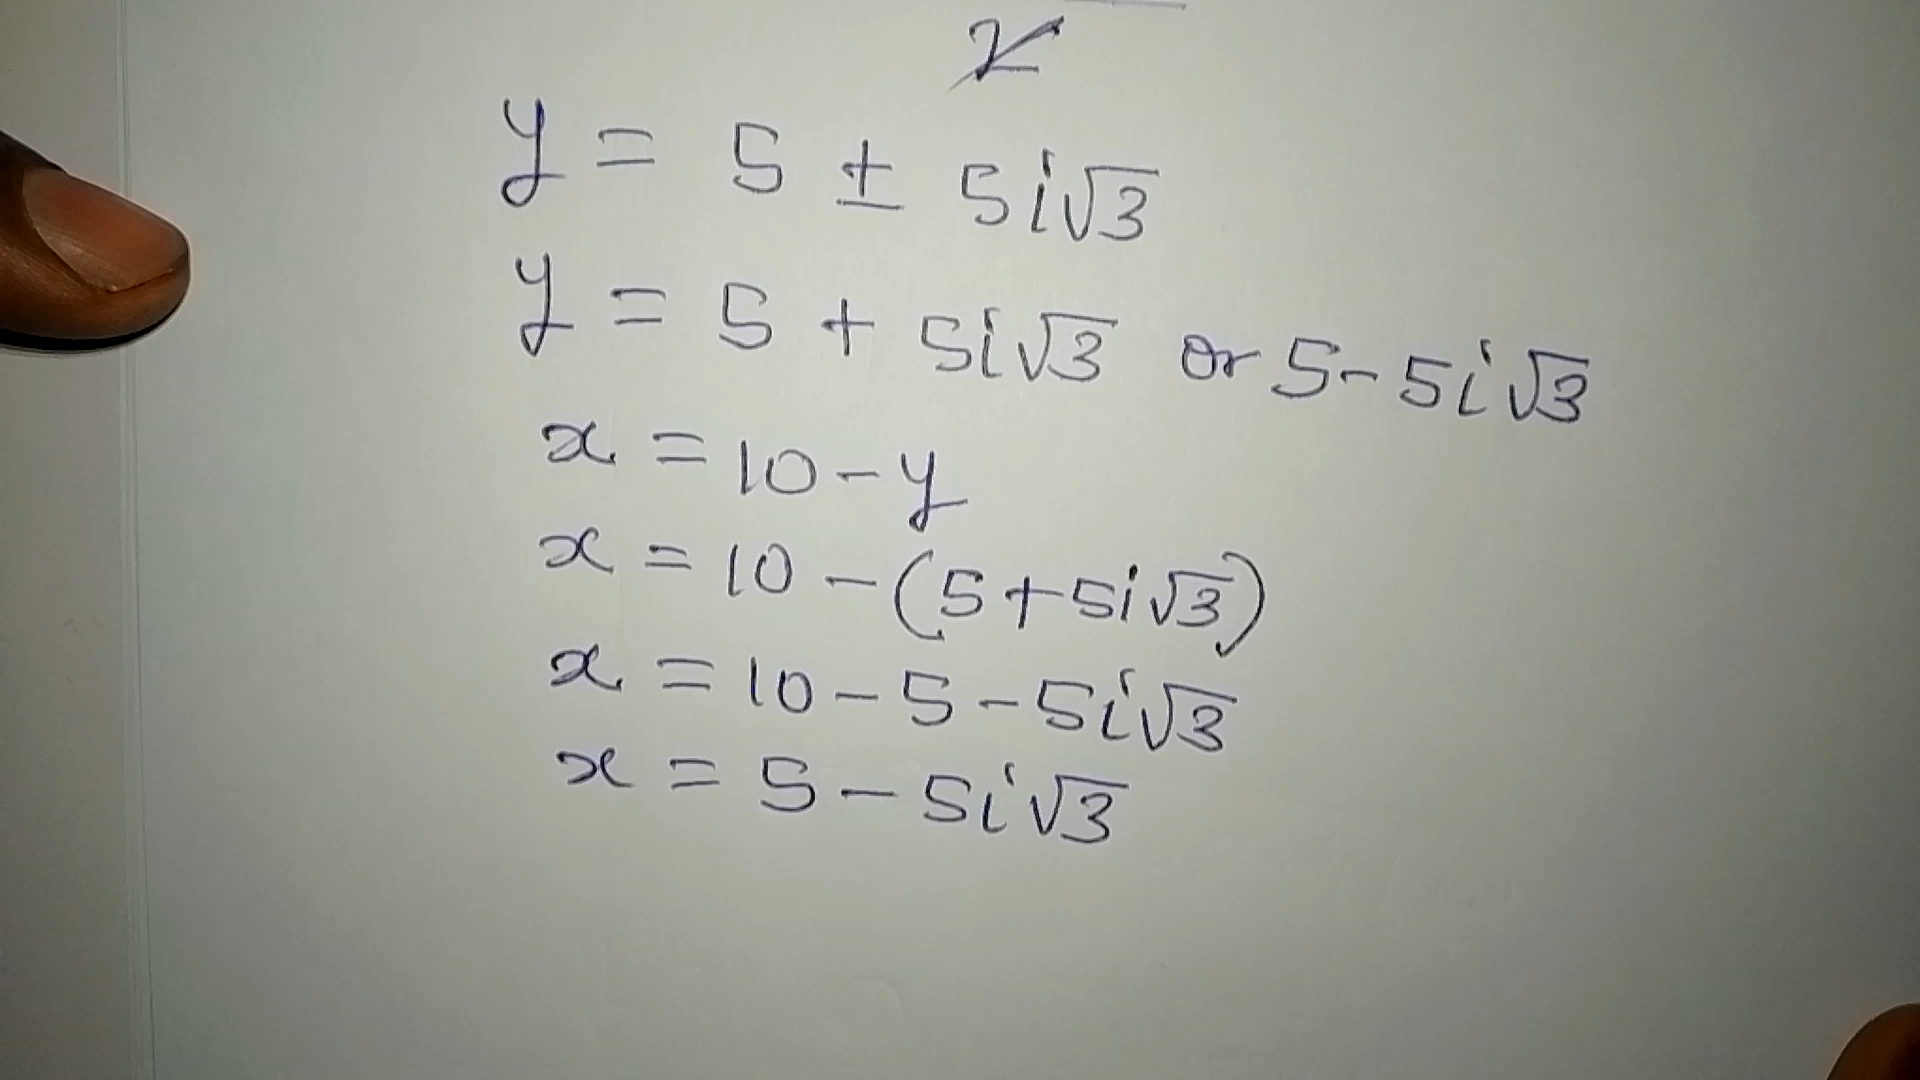 2
y = 5 ± 5i√3
y = 5 + 5i√3 or 5 - 5i√3
x = 10 - y
x = 10 - (5 + 5i√3)
x = 10 - 5 - 5i√3
x = 5 - 5i√3